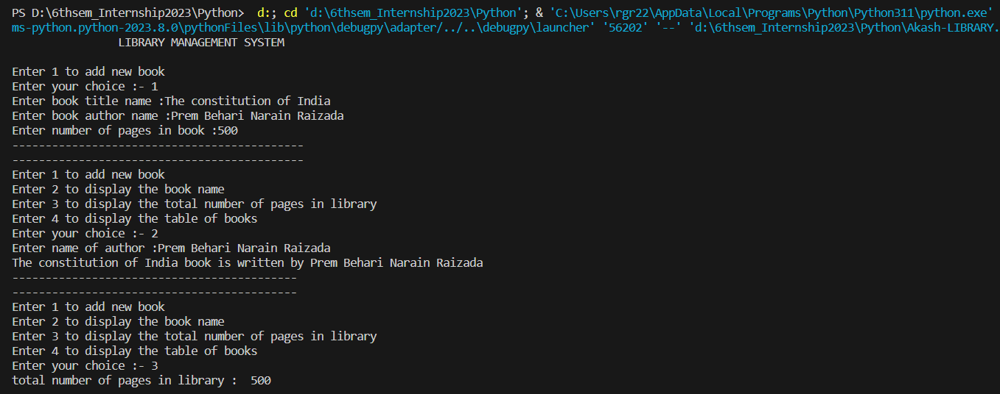 PS D:\6thsem_Internship2023\Python>  d:; cd 'd:\6thsem_Internship2023\Python'; & 'C:\Users\rgr22\AppData\Local\Programs\Python\Python311\python.exe'
ms-python.python-2023.8.0\pythonFiles\lib\python\debugpy\adapter/../..\debugpy\launcher' '56202' '--' 'd:\6thsem_Internship2023\Python\Akash-LIBRARY.
                LIBRARY MANAGEMENT SYSTEM
Enter 1 to add new book
Enter your choice :- 1
Enter book title name :The constitution of India
Enter book author name :Prem Behari Narain Raizada
Enter number of pages in book :500
--------------------------------------------
--------------------------------------------
Enter 1 to add new book
Enter 2 to display the book name
Enter 3 to display the total number of pages in library
Enter 4 to display the table of books
Enter your choice :- 2
Enter name of author :Prem Behari Narain Raizada
The constitution of India book is written by Prem Behari Narain Raizada
-------------------------------------------
-------------------------------------------
Enter 1 to add new book
Enter 2 to display the book name
Enter 3 to display the total number of pages in library
Enter 4 to display the table of books
Enter your choice :- 3
total number of pages in library :  500